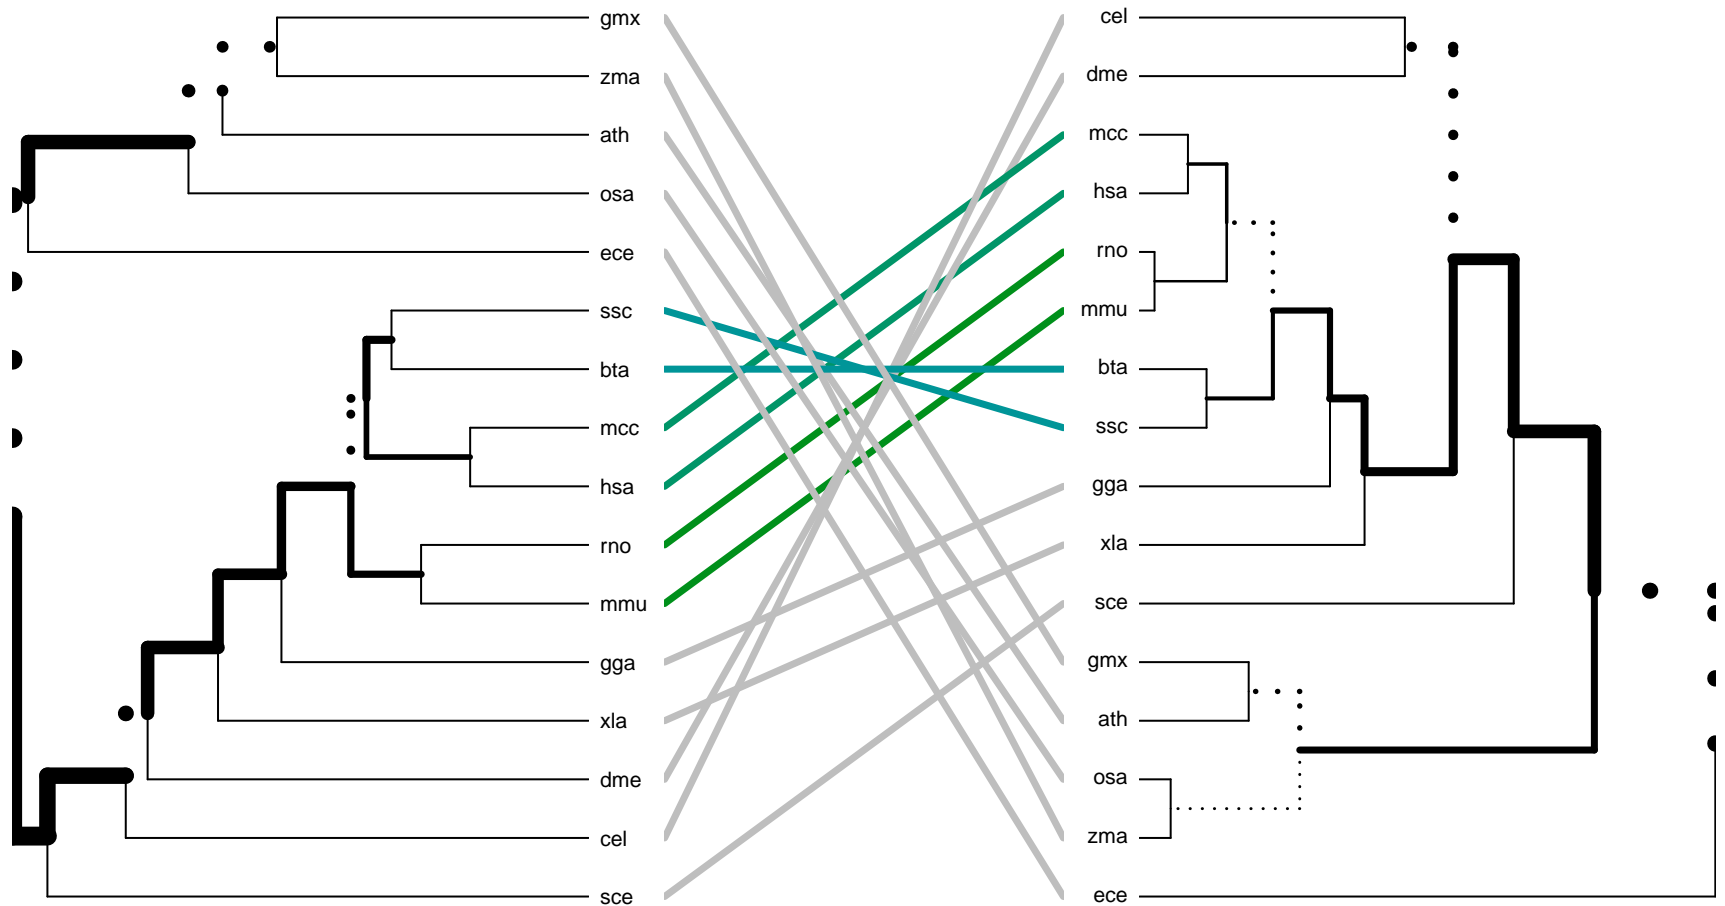 gmx
zma
ath
osa
ece
ssc
bta
mcc
hsa
rno
mmu
gga
xla
dme
cel
sce
cel
dme
mcc
hsa
rno
mmu
bta
ssc
gga
xla
sce
gmx
ath
osa
zma
ece